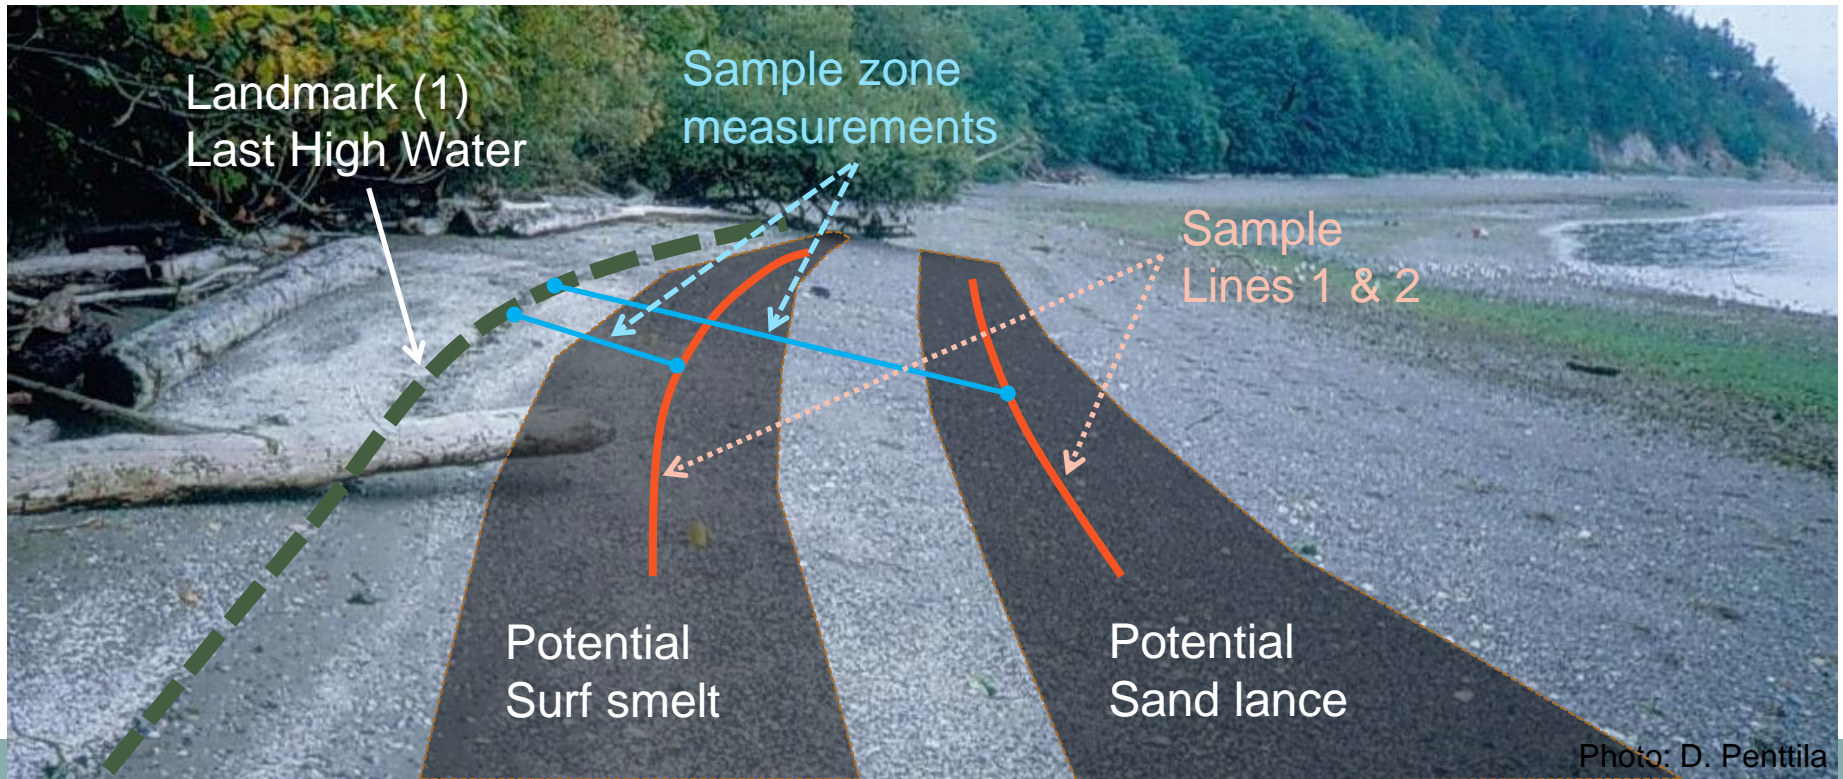 Landmark (1)
Last High Water
Sample zone
measurements
Sample
Lines 1 & 2
Potential
Surf smelt
Potential
Sand lance
Photo: D. Penttila